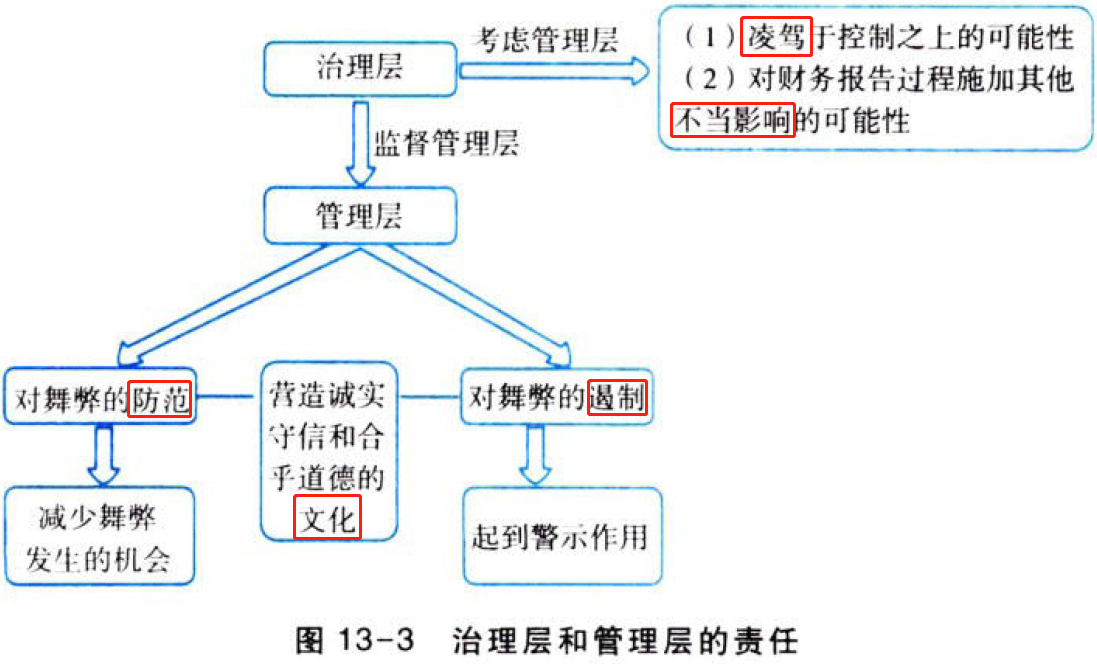 治理层
考虑管理层
（1）凌驾于控制之上的可能性
（2）对财务报告过程施加其他
不当影响的可能性
监督管理层
管理层
对舞弊的防范
营造诚实
守信和合
乎道德的
文化
对舞弊的遏制
减少舞弊
发生的机会
起到警示作用
图 13-3 治理层和管理层的责任